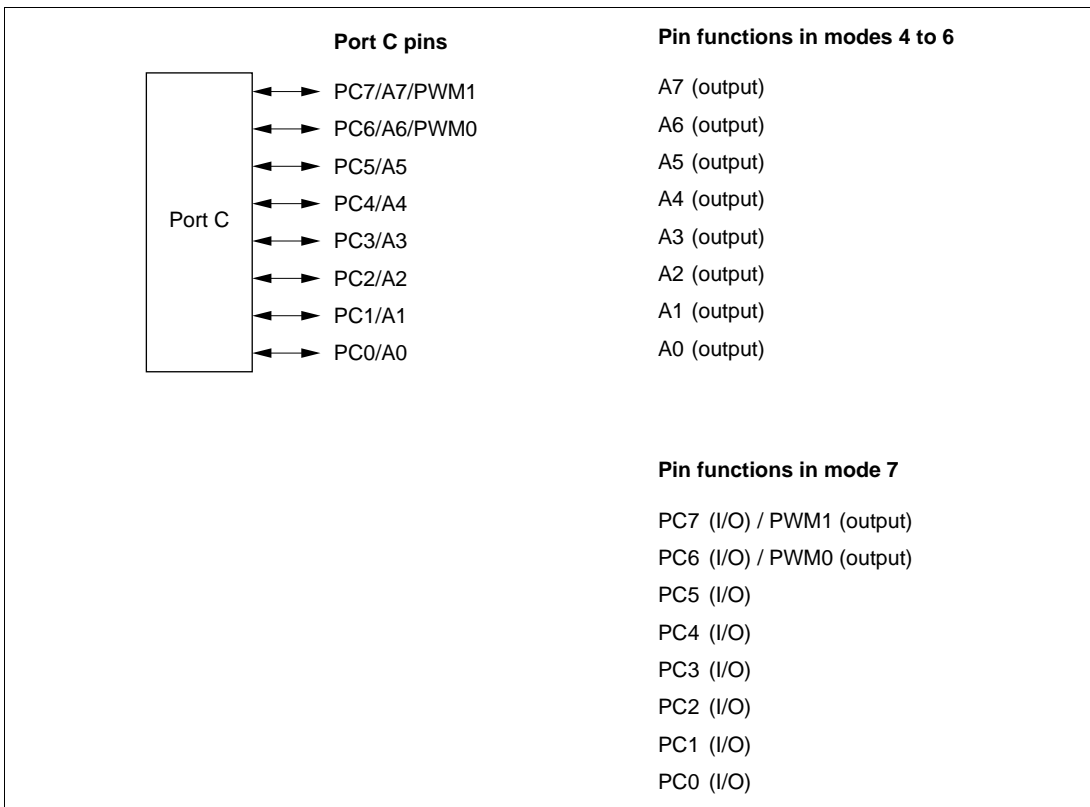 Port C pins
Pin functions in modes 4 to 6
Port C
PC7/A7/PWM1
A7 (output)
PC6/A6/PWM0
A6 (output)
PC5/A5
A5 (output)
PC4/A4
A4 (output)
PC3/A3
A3 (output)
PC2/A2
A2 (output)
PC1/A1
A1 (output)
PC0/A0
A0 (output)
Pin functions in mode 7
PC7 (I/O) / PWM1 (output)
PC6 (I/O) / PWM0 (output)
PC5 (I/O)
PC4 (I/O)
PC3 (I/O)
PC2 (I/O)
PC1 (I/O)
PC0 (I/O)